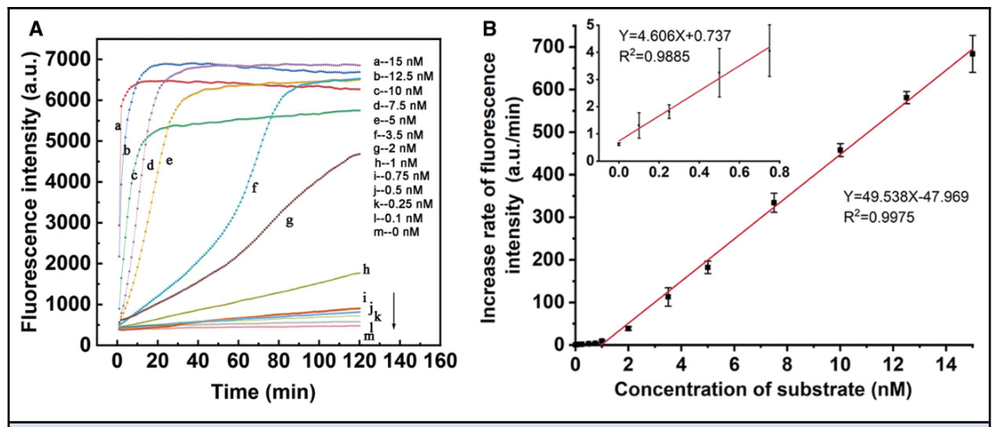 A
Fluorescence intensity (a.u.)
7000
6000
5000
4000
3000
2000
1000
0
0 20 40 60 80 100 120 140 160
Time (min)
a
b
c
d
e
f
g
h
i
j
k
l
m
a--15 nM
b--12.5 nM
c--10 nM
d--7.5 nM
e--5 nM
f--3.5 nM
g--2 nM
h--1 nM
i--0.75 nM
j--0.5 nM
k--0.25 nM
l--0.1 nM
m--0 nM
B
Increase rate of fluorescence
intensity (a.u./min)
700
600
500
400
300
200
100
0
0 2 4 6 8 10 12 14
Concentration of substrate (nM)
5
4
3
2
1
0
0.0 0.2 0.4 0.6 0.8
Y=4.606X+0.737
R²=0.9885
Y=49.538X-47.969
R²=0.9975